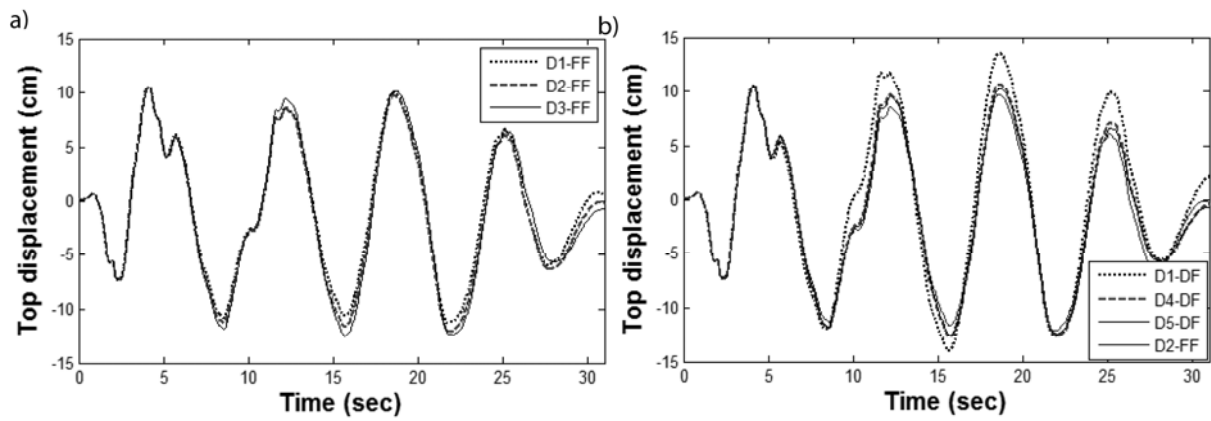 a)
Top displacement (cm)
15
10
5
0
-5
-10
-15
D1-FF
D2-FF
D3-FF
0 5 10 15 20 25 30
Time (sec)
b)
Top displacement (cm)
15
10
5
0
-5
-10
-15
D1-DF
D4-DF
D5-DF
D2-FF
0 5 10 15 20 25 30
Time (sec)